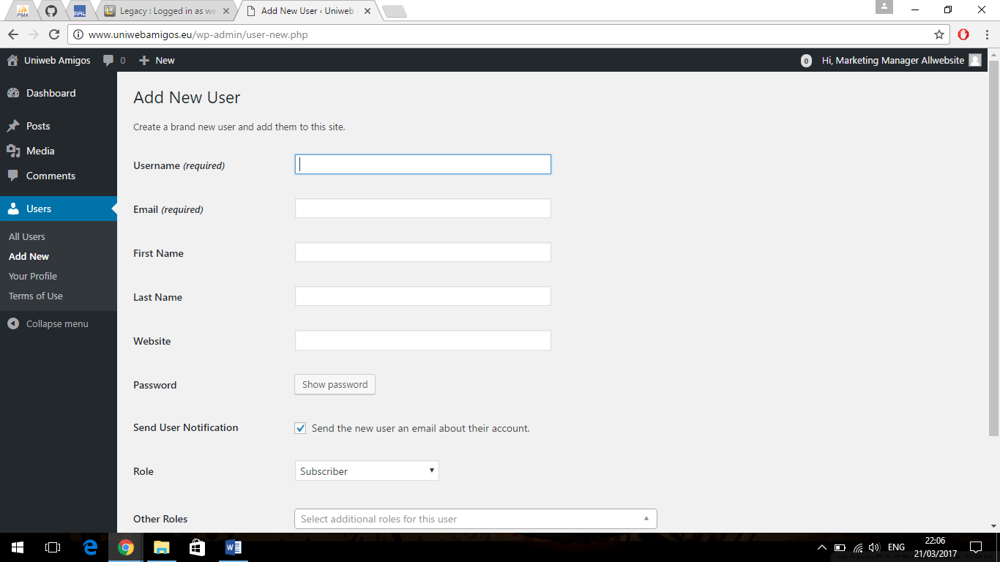 PMA
MAL
Legacy : Logged in as we
Add New User ‹ Uniweb
www.uniwebamigos.eu/wp-admin/user-new.php
Uniweb Amigos
0
New
0
Hi, Marketing Manager Allwebsite
Dashboard
Posts
Media
Comments
Users
All Users
Add New
Your Profile
Terms of Use
Collapse menu
Add New User
Create a brand new user and add them to this site.
Username (required)
Email (required)
First Name
Last Name
Website
Password
Show password
Send User Notification
Send the new user an email about their account.
Role
Subscriber
Other Roles
Select additional roles for this user
ENG
22:06
21/03/2017